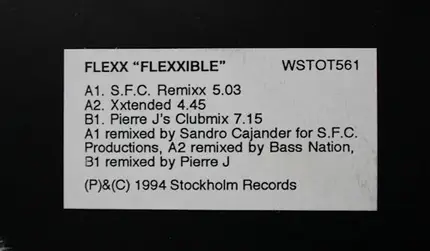 FLEXX "FLEXXIBLE" WSTOT561
A1. S.F.C. Remixx 5.03
A2. Xxtended 4.45
B1. Pierre J's Clubmix 7.15
A1 remixed by Sandro Cajander for S.F.C.
Productions, A2 remixed by Bass Nation,
B1 remixed by Pierre J
(P)&(C) 1994 Stockholm Records